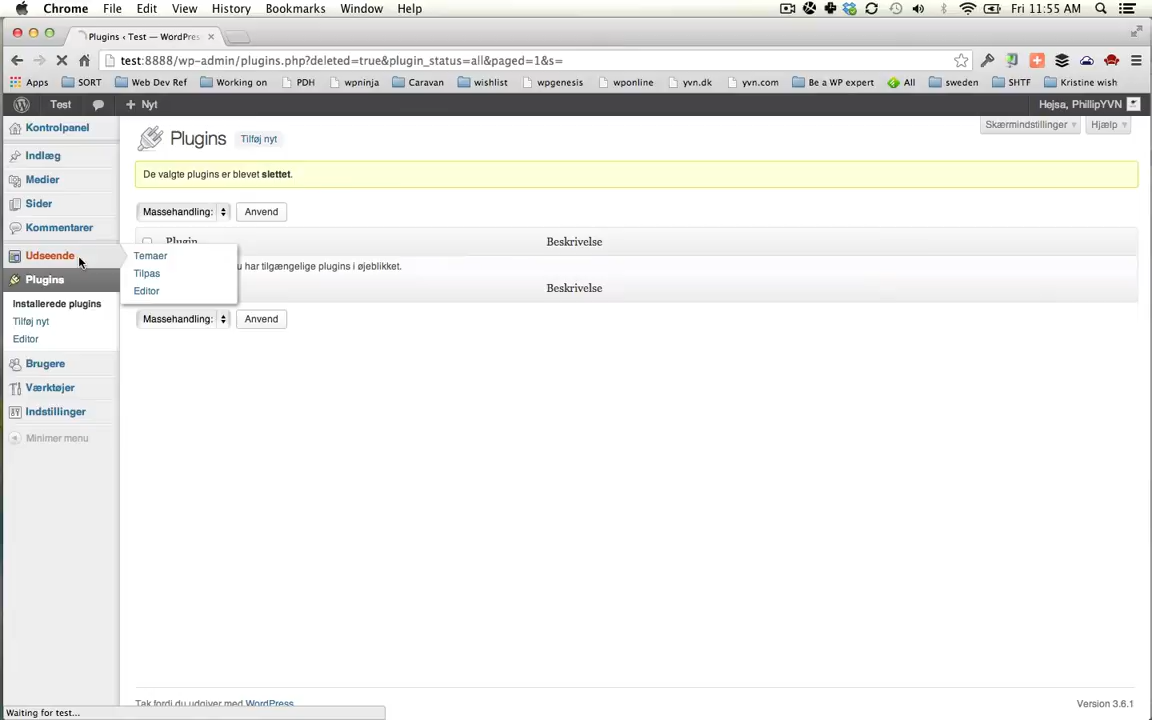 Chrome File Edit View History Bookmarks Window Help Fri 11:55 AM
Plugins ‹ Test — WordPres
test:8888/wp-admin/plugins.php?deleted=true&plugin_status=all&paged=1&s=
Apps SORT Web Dev Ref Working on PDH wpninja Caravan wishlist wpgenesis wponline yvn.dk yvn.com Be a WP expert All sweden SHTF Kristine wish
Test + Nyt Hejsa, PhillipYVN
Kontrolpanel
Indlæg
Medier
Sider
Kommentarer
Udseende
Plugins
Installerede plugins
Tilføj nyt
Editor
Brugere
Værktøjer
Indstillinger
Minimer menu
Temaer
Tilpas
Editor
Skærmindstillinger Hjælp
Plugins Tilføj nyt
De valgte plugins er blevet slettet.
Massehandling: Anvend
Plugin Beskrivelse
u har tilgængelige plugins i øjeblikket.
Beskrivelse
Massehandling: Anvend
Tak fordi du udgiver med WordPress. Version 3.6.1
Waiting for test...